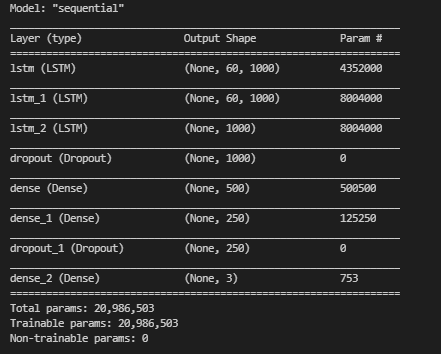 Model: "sequential"
Layer (type) Output Shape Param #
lstm (LSTM) (None, 60, 1000) 4352000
lstm_1 (LSTM) (None, 60, 1000) 8004000
lstm_2 (LSTM) (None, 1000) 8004000
dropout (Dropout) (None, 1000) 0
dense (Dense) (None, 500) 500500
dense_1 (Dense) (None, 250) 125250
dropout_1 (Dropout) (None, 250) 0
dense_2 (Dense) (None, 3) 753
Total params: 20,986,503
Trainable params: 20,986,503
Non-trainable params: 0